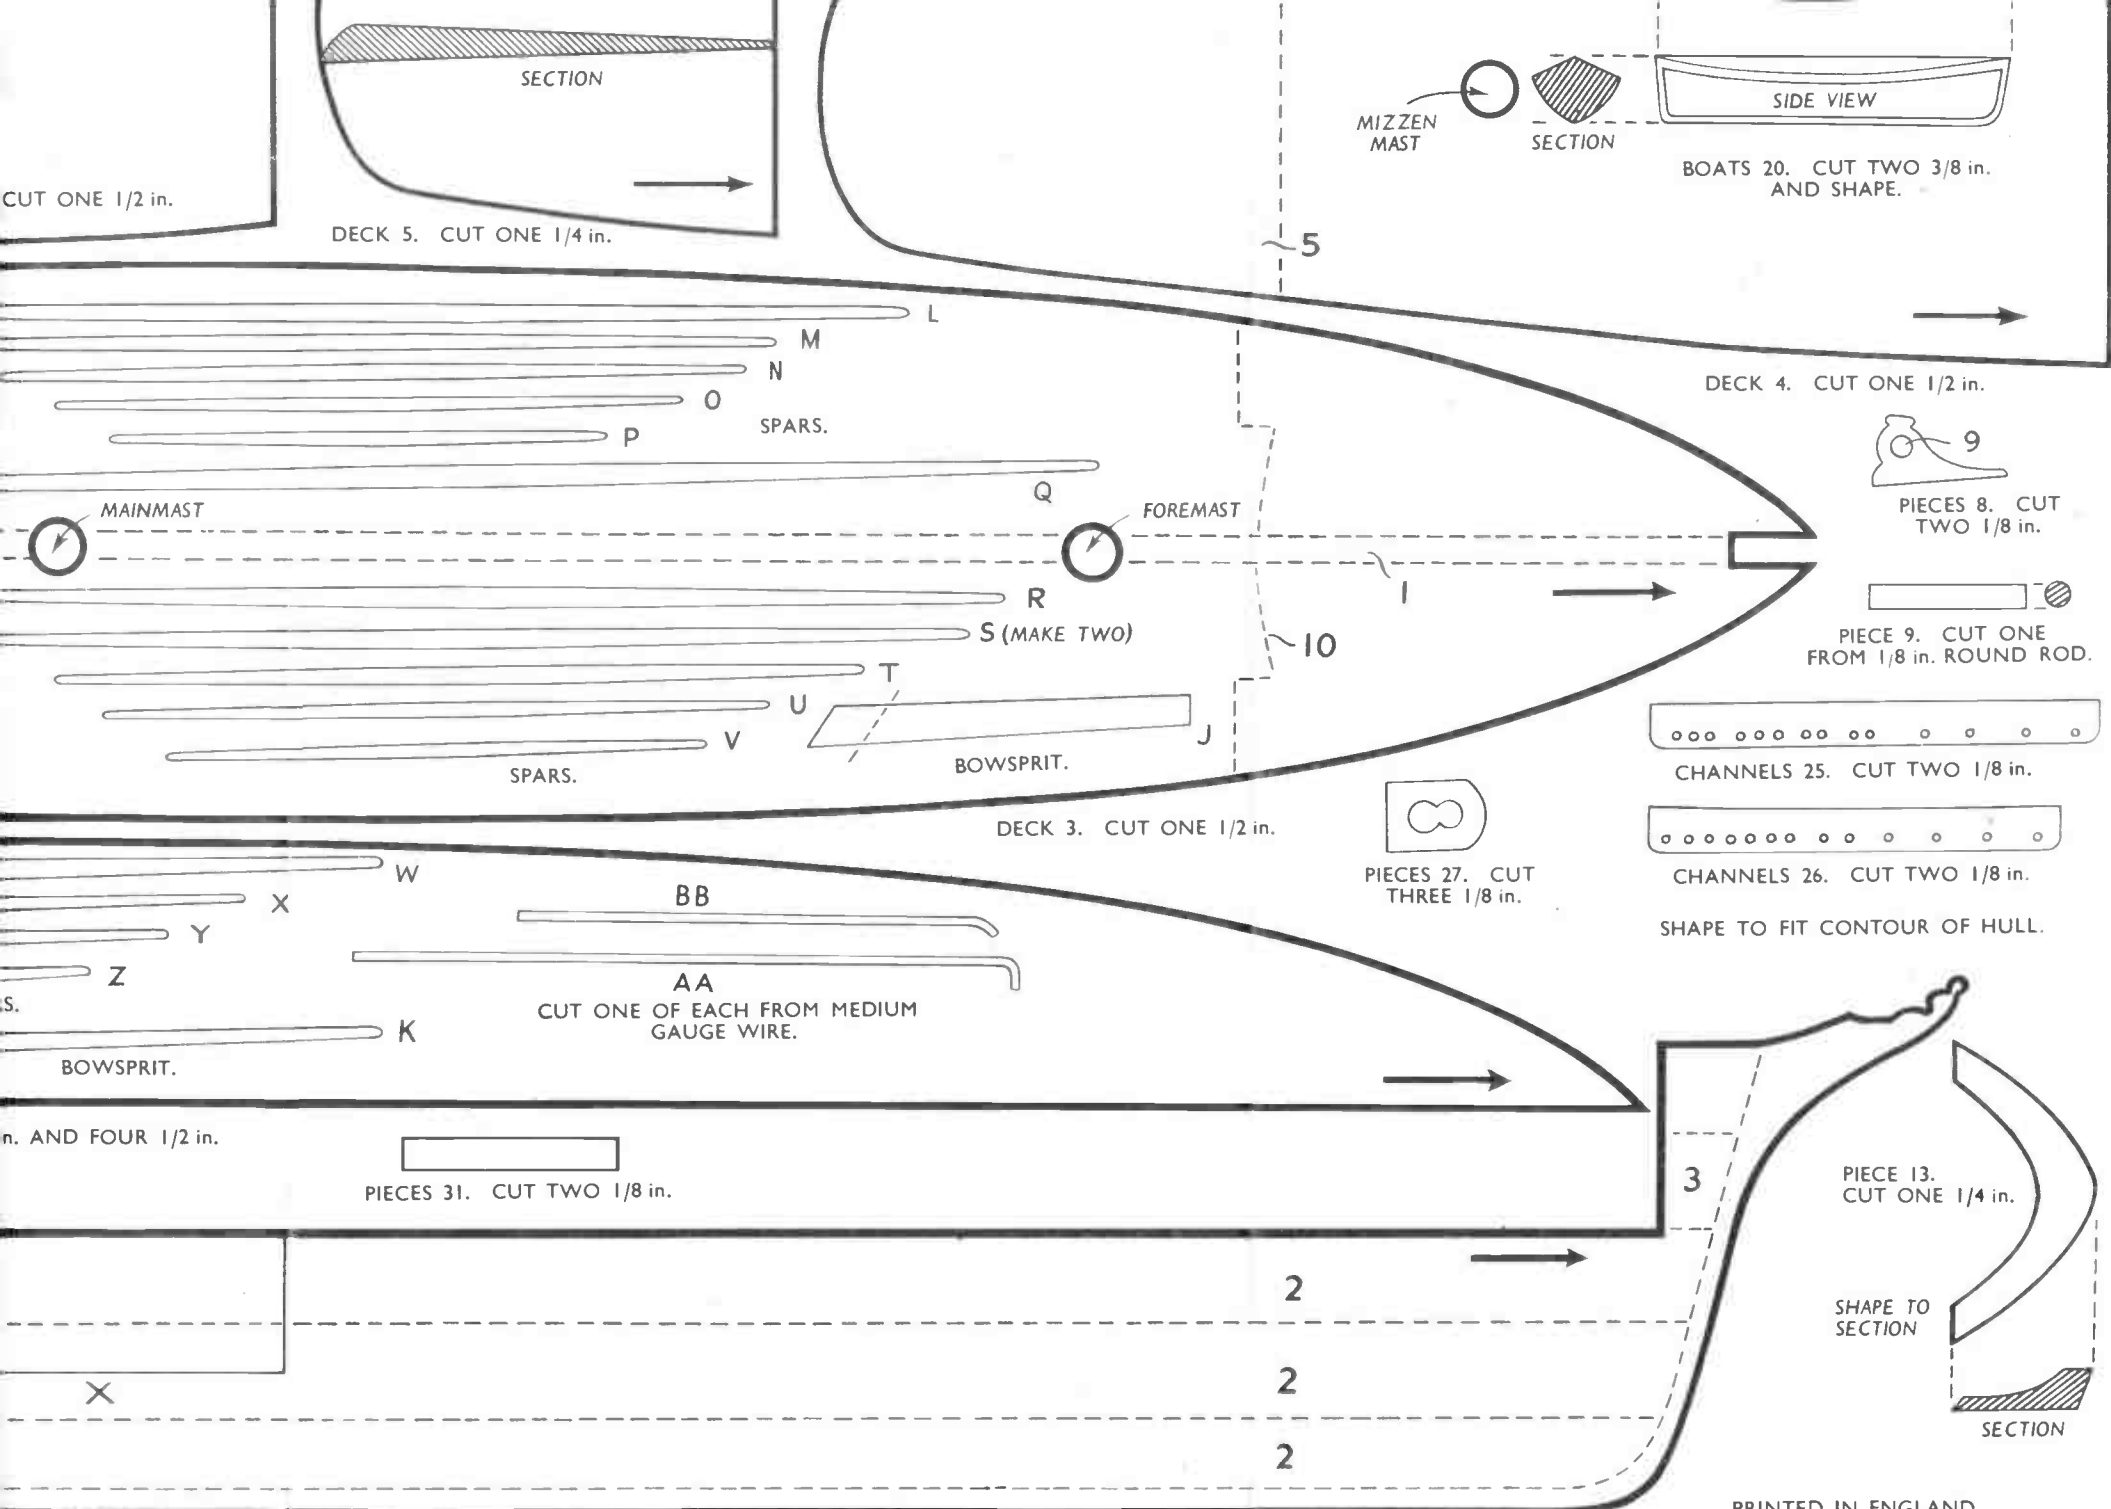 SECTION
CUT ONE 1/2 in.
DECK 5. CUT ONE 1/4 in.
5
MIZZEN
MAST
SECTION
SIDE VIEW
BOATS 20. CUT TWO 3/8 in.
AND SHAPE.
DECK 4. CUT ONE 1/2 in.
L
M
N
O
P
SPARS.
Q
MAINMAST
FOREMAST
1
R
S (MAKE TWO)
10
T
U
V
SPARS.
J
BOWSPRIT.
DECK 3. CUT ONE 1/2 in.
9
PIECES 8. CUT
TWO 1/8 in.
PIECE 9. CUT ONE
FROM 1/8 in. ROUND ROD.
CHANNELS 25. CUT TWO 1/8 in.
PIECES 27. CUT
THREE 1/8 in.
CHANNELS 26. CUT TWO 1/8 in.
SHAPE TO FIT CONTOUR OF HULL.
W
X
Y
Z
S.
K
BOWSPRIT.
BB
AA
CUT ONE OF EACH FROM MEDIUM
GAUGE WIRE.
n. AND FOUR 1/2 in.
PIECES 31. CUT TWO 1/8 in.
3
PIECE 13.
CUT ONE 1/4 in.
2
SHAPE TO
SECTION
X
2
SECTION
2
PRINTED IN ENGLAND